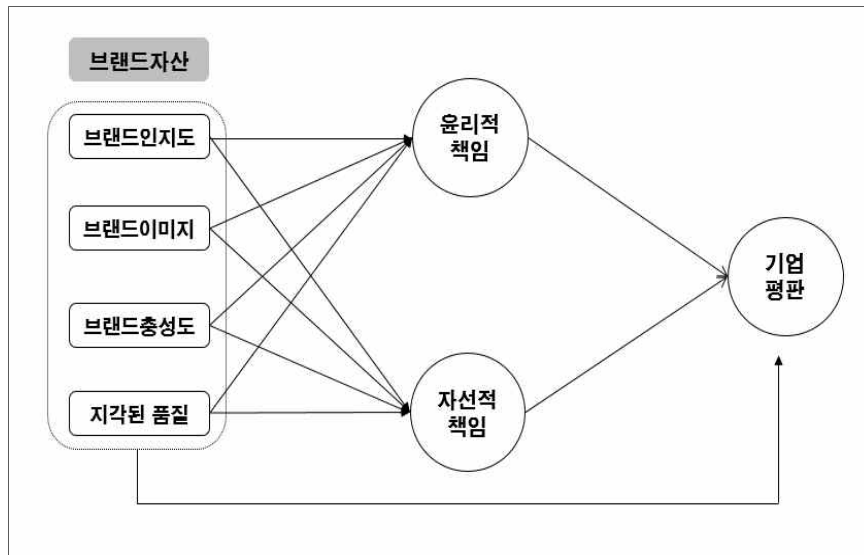 브랜드자산
브랜드인지도
브랜드이미지
브랜드충성도
지각된 품질
윤리적
책임
자선적
책임
기업
평판